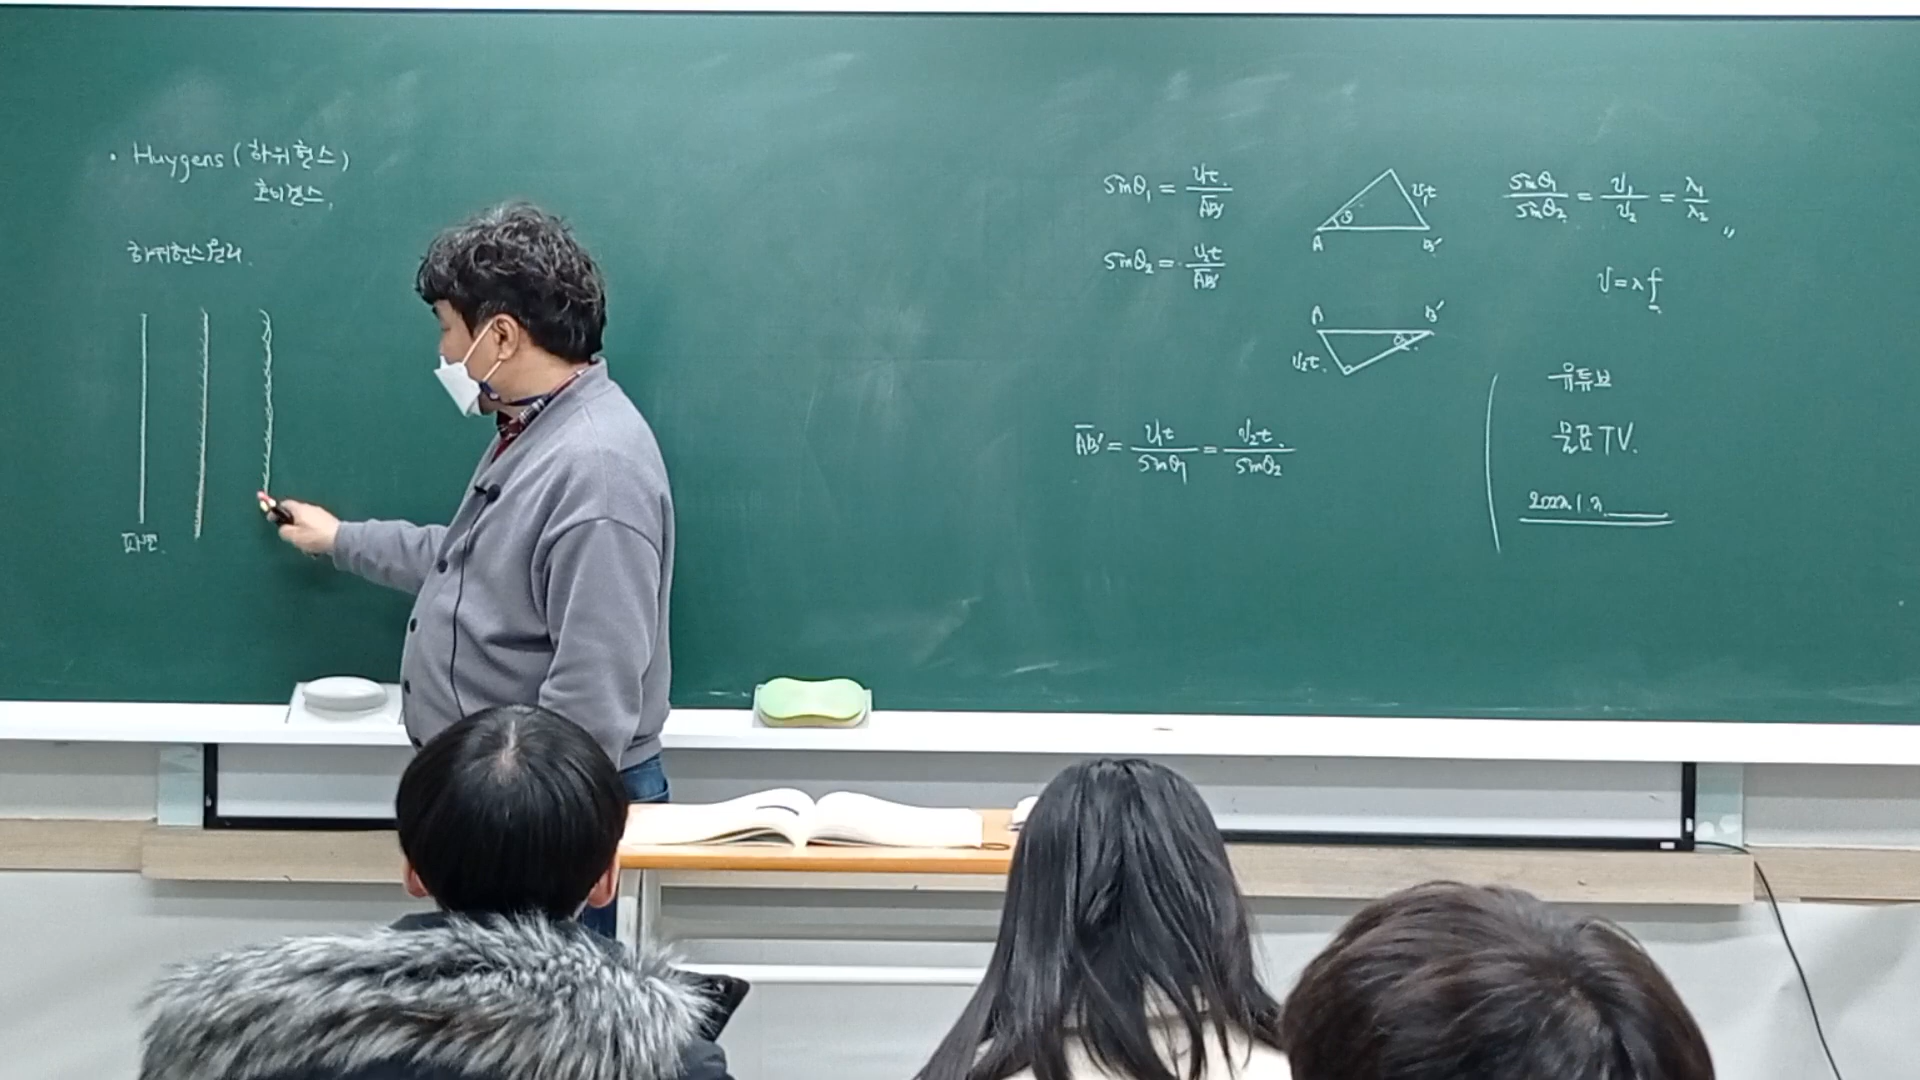 · Huygens (하위헌스)
호이겐스,
하위헌스원리.
파면.
sinθ₁ = v₁t / AB′
sinθ₂ = v₂t / AB′
θ v₁t
A B′
A B′
v₂t
AB′ = v₁t / sinθ₁ = v₂t / sinθ₂
sinθ₁ / sinθ₂ = v₁ / v₂ = λ₁ / λ₂ 〃
v = λf
유튜브
물표TV.